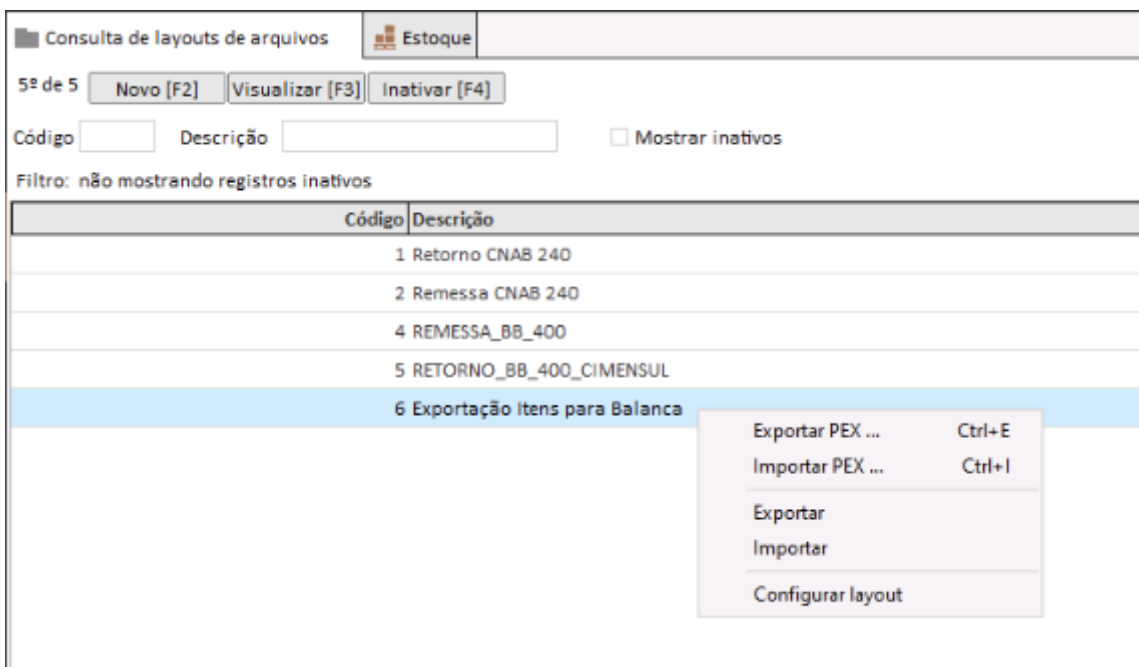 Consulta de layouts de arquivos Estoque
5º de 5 Novo [F2] Visualizar [F3] Inativar [F4]
Código Descrição Mostrar inativos
Filtro: não mostrando registros inativos
Código Descrição
1 Retorno CNAB 240
2 Remessa CNAB 240
4 REMESSA_BB_400
5 RETORNO_BB_400_CIMENSUL
6 Exportação Itens para Balanca
Exportar PEX ... Ctrl+E
Importar PEX ... Ctrl+I
Exportar
Importar
Configurar layout